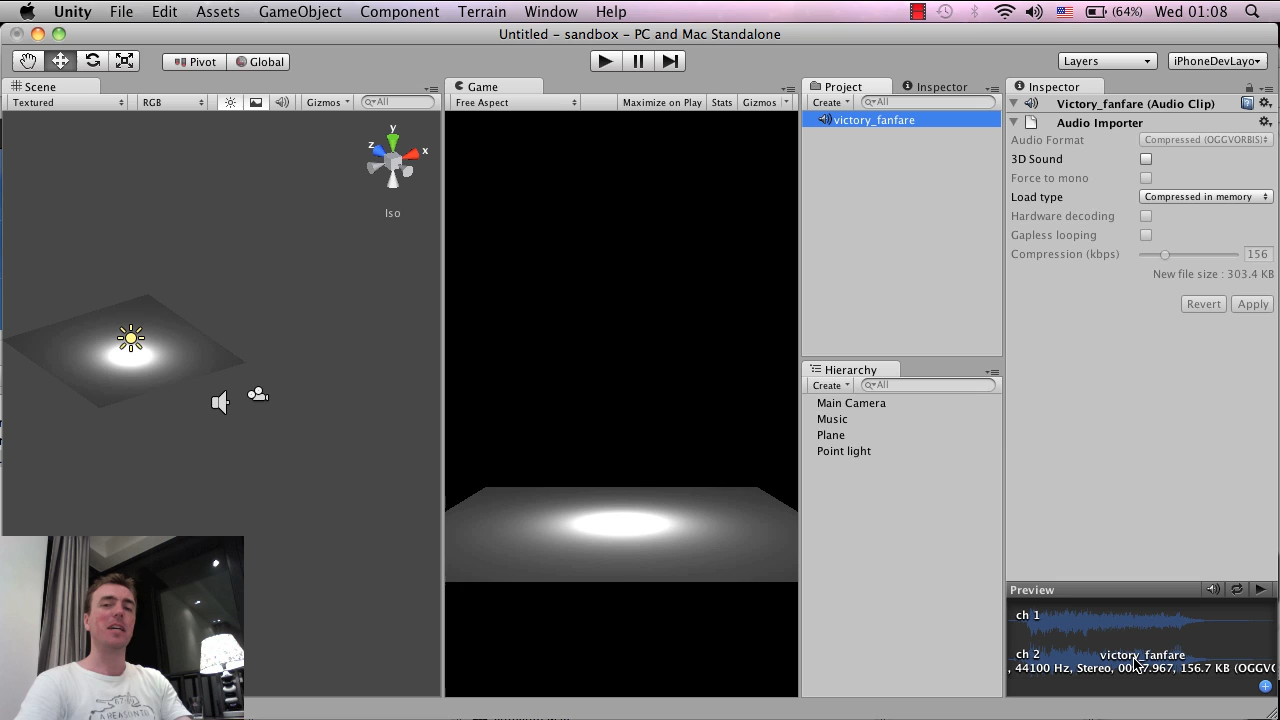 Unity File Edit Assets GameObject Component Terrain Window Help (64%) Wed 01:08
Untitled - sandbox - PC and Mac Standalone
Pivot Global Layers iPhoneDevLayo
Scene Game Project Inspector Inspector
Textured RGB Gizmos All Free Aspect Maximize on Play Stats Gizmos Create All Victory_fanfare (Audio Clip)
victory_fanfare Audio Importer
Audio Format Compressed (OGGVORBIS)
3D Sound
Force to mono
Load type Compressed in memory
Hardware decoding
Gapless looping
Compression (kbps) 156
New file size : 303.4 KB
Revert Apply
y
z x
Iso
Hierarchy
Create All
Main Camera
Music
Plane
Point light
Preview
ch 1
ch 2 victory_fanfare
, 44100 Hz, Stereo, 156.7 KB (OGGVO